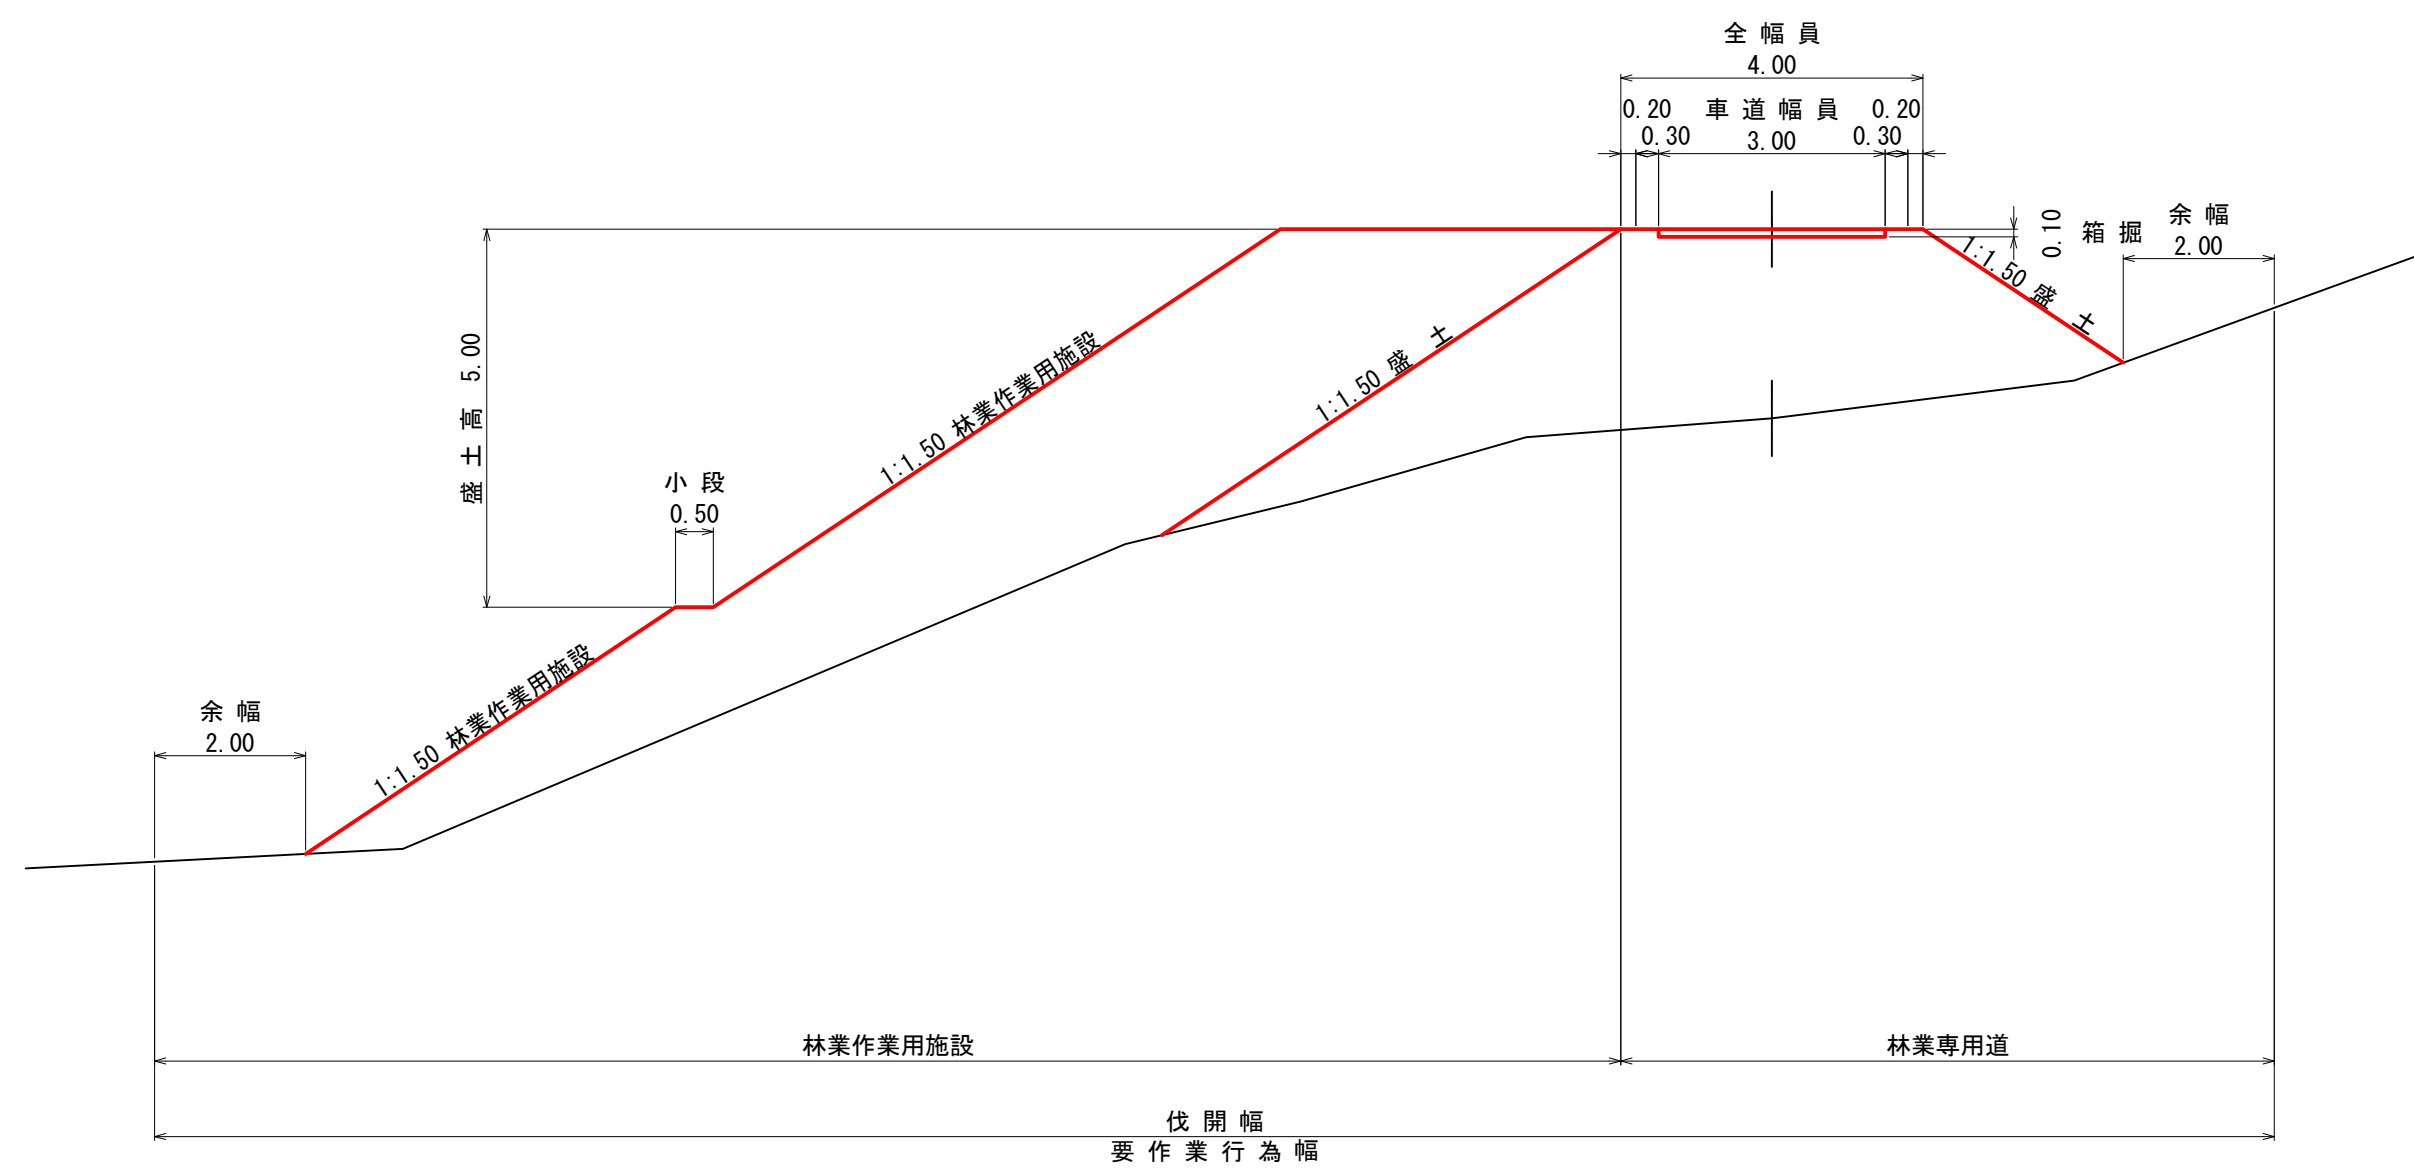 全幅員
4.00
0.20 車道幅員 0.20
0.30 3.00 0.30
0.10 箱掘
余幅
2.00
1:1.50 盛土
盛土高 5.00
1:1.50 林業作業用施設
1:1.50 盛土
小段
0.50
1:1.50 林業作業用施設
余幅
2.00
林業作業用施設
林業専用道
伐開幅
要作業行為幅